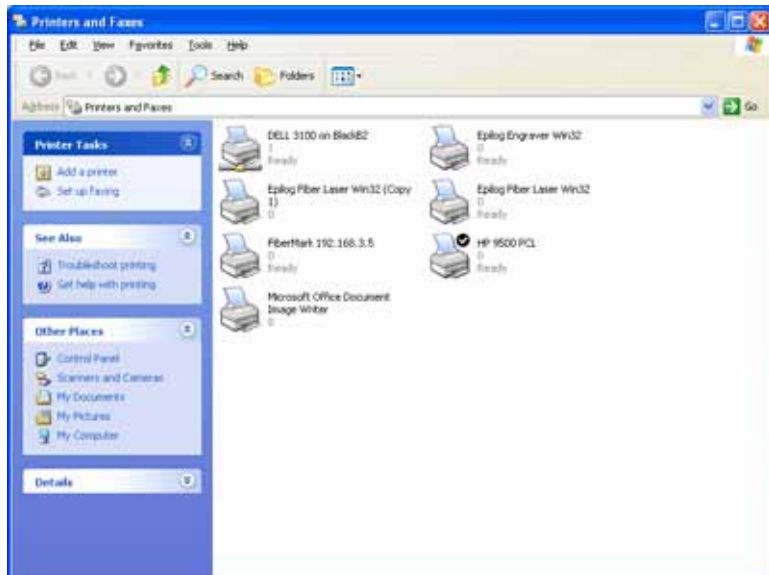 Printers and Faxes
File Edit View Favorites Tools Help
Back Search Folders
Address Printers and Faxes Go
Printer Tasks
Add a printer
Set up faxing
See Also
Troubleshoot printing
Get help with printing
Other Places
Control Panel
Scanners and Cameras
My Documents
My Pictures
My Computer
Details
DELL 3100 on BlackB2
1
Ready
Epilog Engraver Win32
0
Ready
Epilog Fiber Laser Win32 (Copy
1)
0
Epilog Fiber Laser Win32
0
Ready
FiberMark 192.168.3.5
0
Ready
HP 9500 PCL
0
Ready
Microsoft Office Document
Image Writer
0